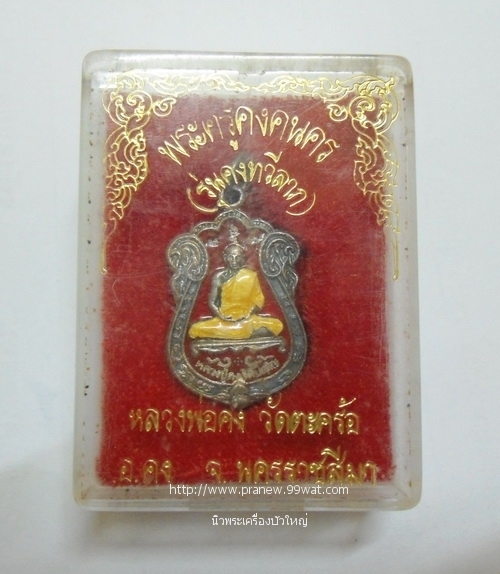 พระครูคงคนคร
(รุ่นคงทวีลาภ)
หลวงพ่อคง วัดตะคร้อ
อ.คง จ.นครราชสีมา
http://www.pranew.99wat.com
นิวพระเครื่องบัวใหญ่